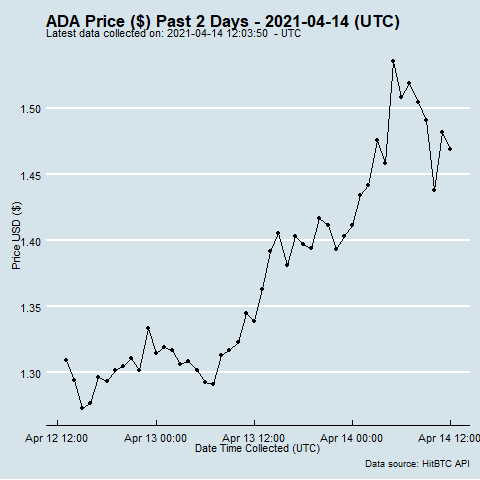 ADA Price ($) Past 2 Days - 2021-04-14 (UTC)
Latest data collected on: 2021-04-14 12:03:50 - UTC
1.50
1.45
1.40
1.35
1.30
Price USD ($)
Apr 12 12:00 Apr 13 00:00 Apr 13 12:00 Apr 14 00:00 Apr 14 12:00
Date Time Collected (UTC)
Data source: HitBTC API